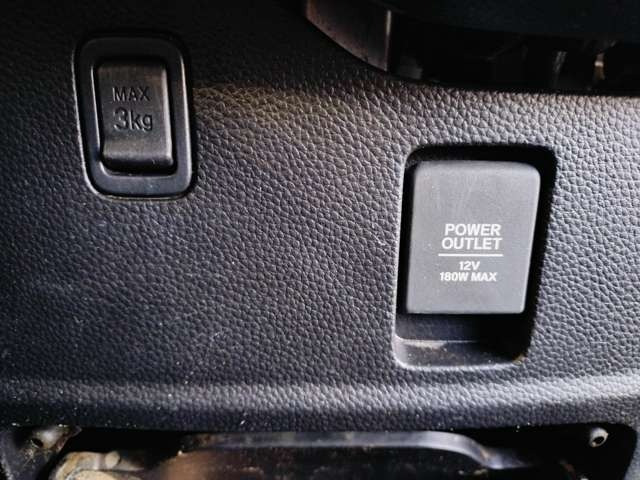 MAX
3kg
POWER
OUTLET
12V
180W MAX